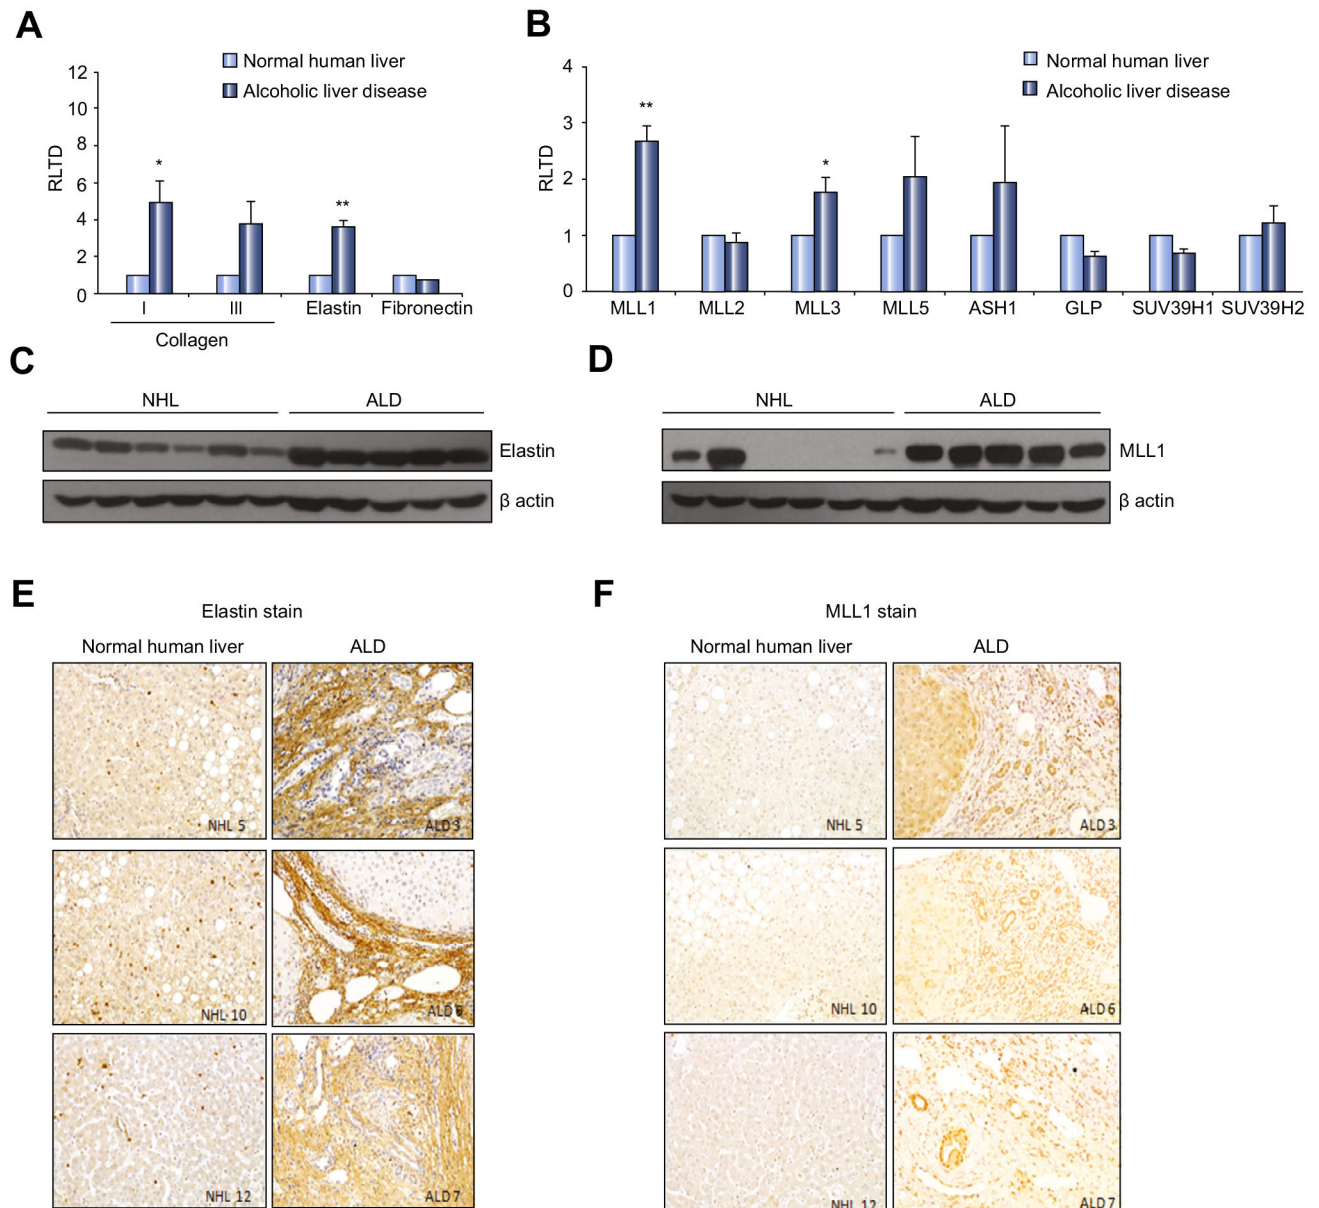 A
Normal human liver
Alcoholic liver disease
12
10
8
6
4
2
0
RLTD
*
**
I III Elastin Fibronectin
Collagen
B
Normal human liver
Alcoholic liver disease
4
3
2
1
0
RLTD
**
*
MLL1 MLL2 MLL3 MLL5 ASH1 GLP SUV39H1 SUV39H2
C
NHL ALD
Elastin
β actin
D
NHL ALD
MLL1
β actin
E
Elastin stain
Normal human liver ALD
NHL 5 ALD 3
NHL 10 ALD 6
NHL 12 ALD 7
F
MLL1 stain
Normal human liver ALD
NHL 5 ALD 3
NHL 10 ALD 6
NHL 12 ALD 7